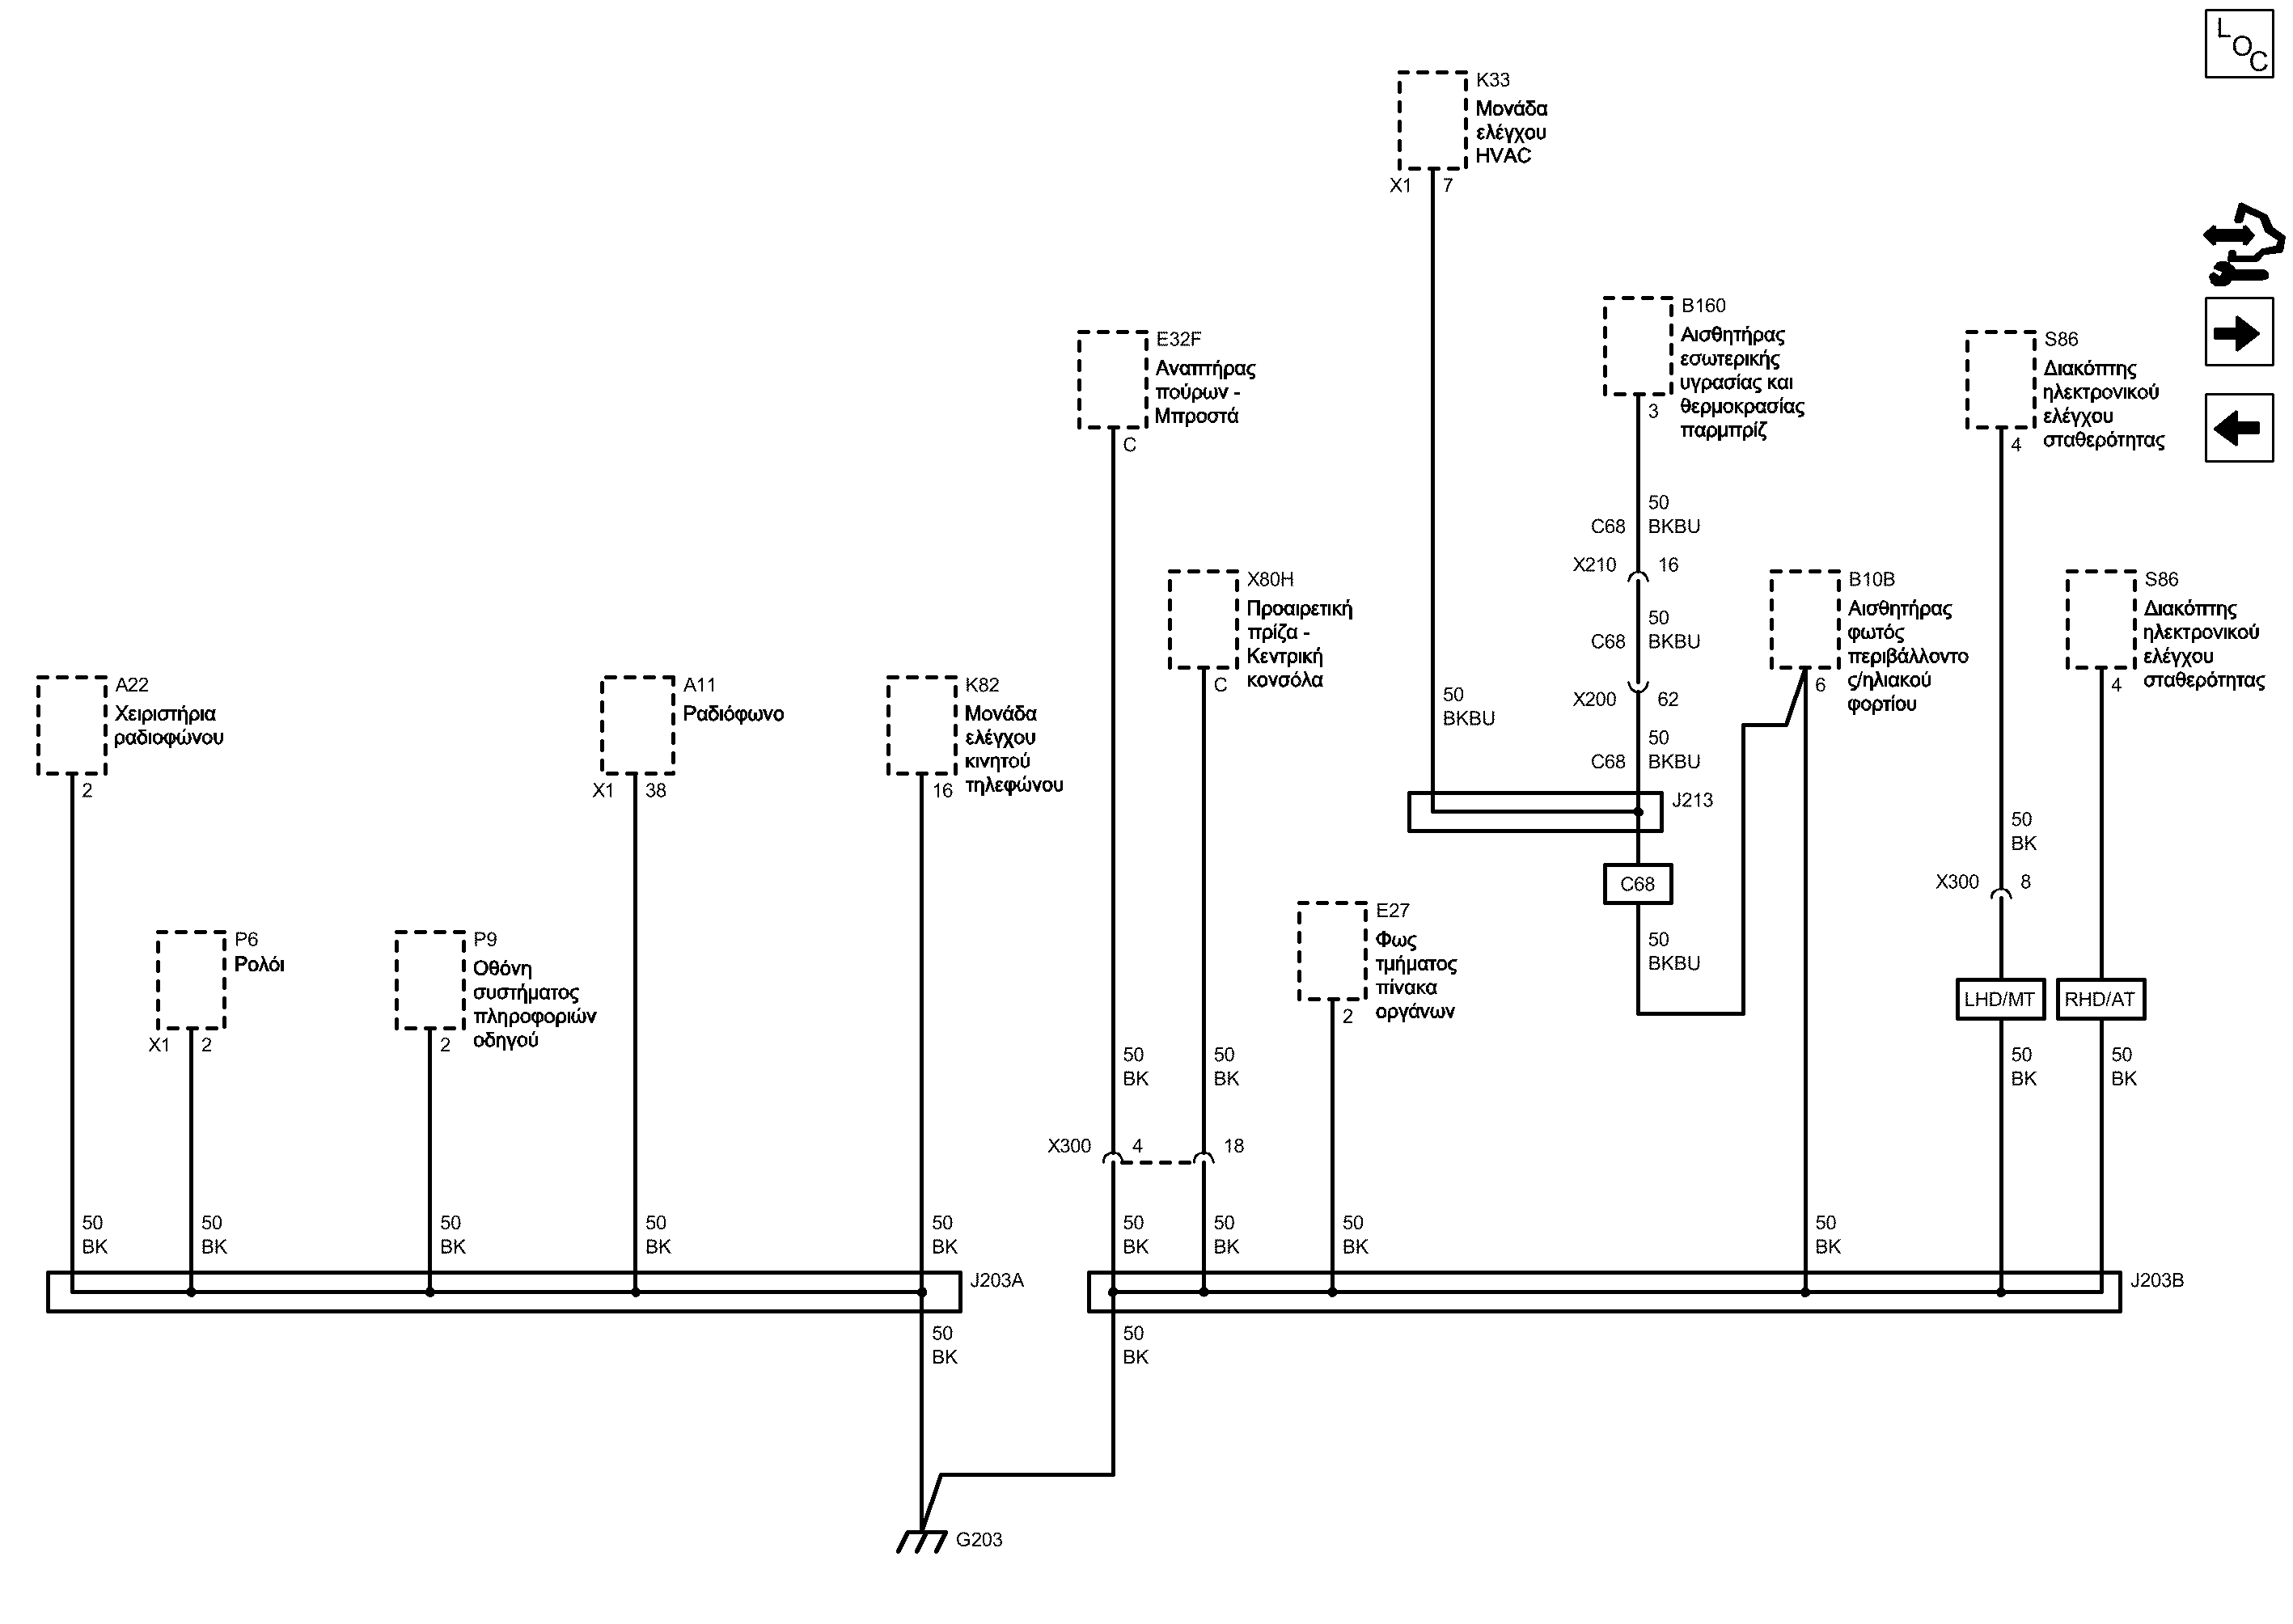 L
O
C
K33
Μονάδα
ελέγχου
HVAC
X1 7
B160
Αισθητήρας
εσωτερικής
υγρασίας και
θερμοκρασίας
παρμπρίζ
3
E32F
Αναπτήρας
πούρων -
Μπροστά
C
S86
Διακόπτης
ηλεκτρονικού
ελέγχου
σταθερότητας
4
50
C68 BKBU
X210 16
50
C68 BKBU
X200 62
50
C68 BKBU
X80H
Προαιρετική
πρίζα -
Κεντρική
κονσόλα
C
B10B
Αισθητήρας
φωτός
περιβάλλοντο
ς/ηλιακού
φορτίου
6
S86
Διακόπτης
ηλεκτρονικού
ελέγχου
σταθερότητας
4
50
BKBU
A22
Χειριστήρια
ραδιοφώνου
2
A11
Ραδιόφωνο
X1 38
K82
Μονάδα
ελέγχου
κινητού
τηλεφώνου
16
J213
50
BK
C68
X300 8
P6
Ρολόι
X1 2
P9
Οθόνη
συστήματος
πληροφοριών
οδηγού
2
E27
Φως
τμήματος
πίνακα
οργάνων
2
50
BKBU
LHD/MT RHD/AT
50
BK
50
BK
50
BK
50
BK
X300 4 18
50
BK
50
BK
50
BK
50
BK
50
BK
50
BK
50
BK
50
BK
50
BK
J203A
J203B
50
BK
50
BK
G203